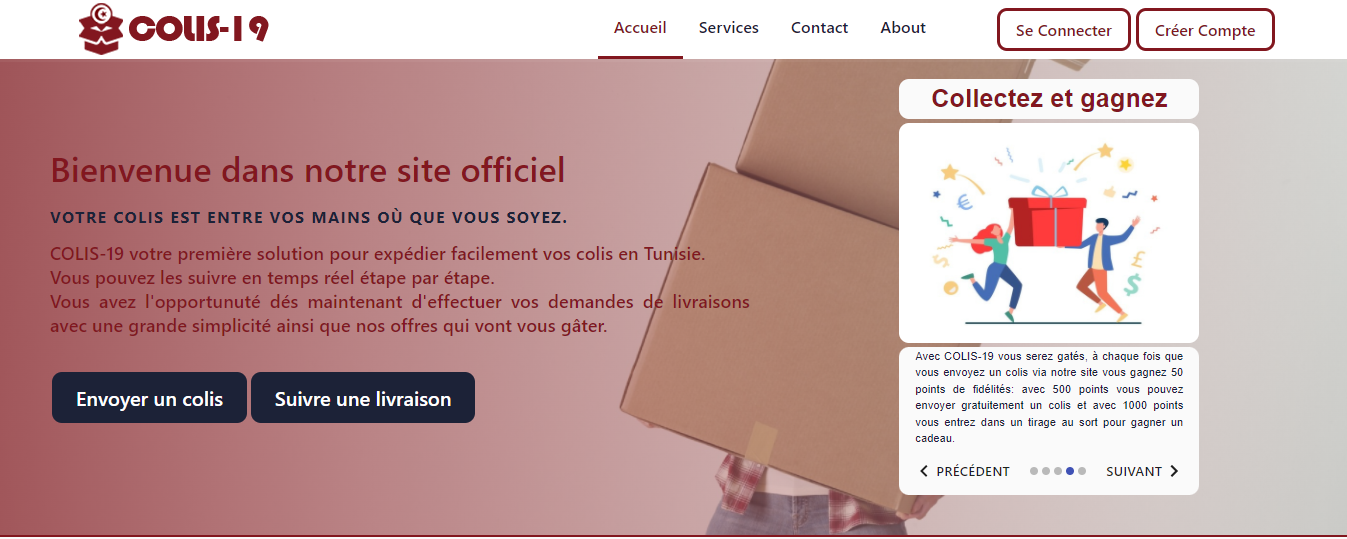 COLIS-19
Accueil
Services
Contact
About
Se Connecter
Créer Compte
Bienvenue dans notre site officiel
VOTRE COLIS EST ENTRE VOS MAINS OÙ QUE VOUS SOYEZ.
COLIS-19 votre première solution pour expédier facilement vos colis en Tunisie.
Vous pouvez les suivre en temps réel étape par étape.
Vous avez l'opportunuté dés maintenant d'effectuer vos demandes de livraisons
avec une grande simplicité ainsi que nos offres qui vont vous gâter.
Envoyer un colis
Suivre une livraison
Collectez et gagnez
Avec COLIS-19 vous serez gatés, à chaque fois que
vous envoyez un colis via notre site vous gagnez 50
points de fidélités: avec 500 points vous pouvez
envoyer gratuitement un colis et avec 1000 points
vous entrez dans un tirage au sort pour gagner un
cadeau.
PRÉCÉDENT
SUIVANT